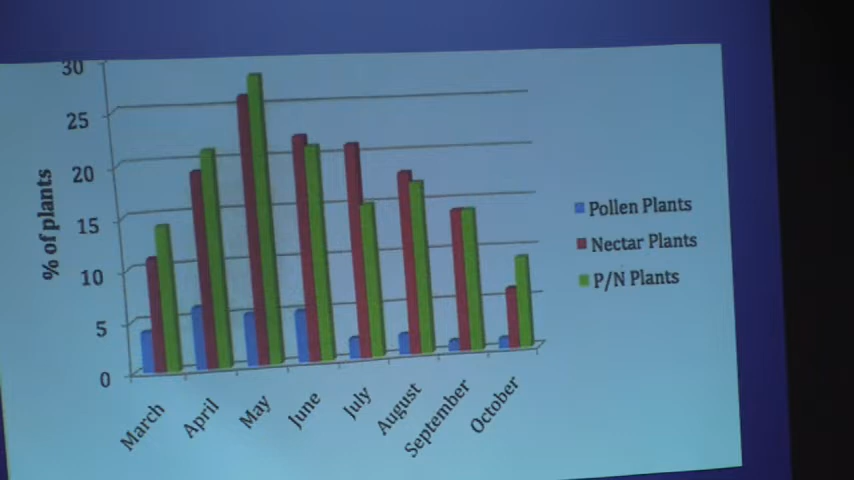 30
25
20
15
10
5
0
% of plants
March
April
May
June
July
August
September
October
Pollen Plants
Nectar Plants
P/N Plants